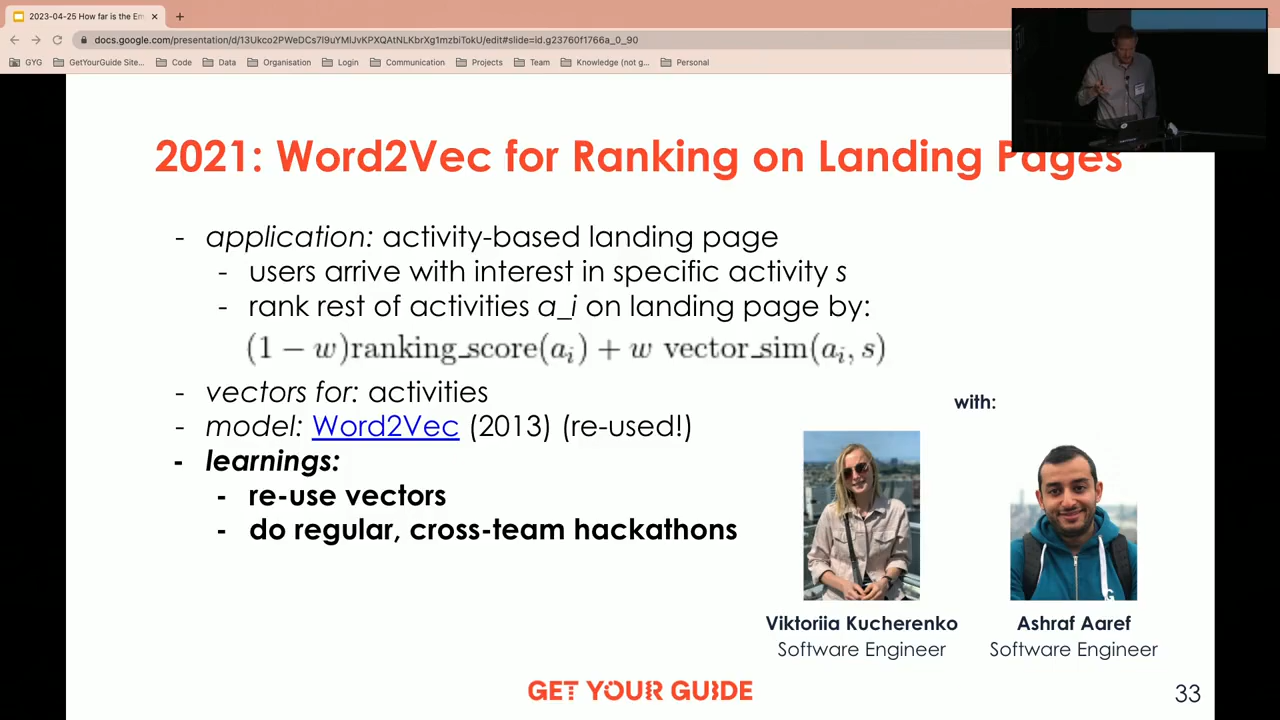 2023-04-25 How far is the Em
docs.google.com/presentation/d/13Ukco2PWeDCs7I9uYMlJvKPXQAtNLKbrXg1mzbiTokU/edit#slide=id.g23760f1766a_0_90
GYG GetYourGuide Site... Code Data Organisation Login Communication Projects Team Knowledge (not g... Personal
2021: Word2Vec for Ranking on Landing Pages
- application: activity-based landing page
- users arrive with interest in specific activity s
- rank rest of activities a_i on landing page by:
(1 − w)ranking_score(aᵢ) + w vector_sim(aᵢ, s)
- vectors for: activities
- model: Word2Vec (2013) (re-used!)
- learnings:
- re-use vectors
- do regular, cross-team hackathons
with:
Viktoriia Kucherenko
Software Engineer
Ashraf Aaref
Software Engineer
GET YOUR GUIDE
33